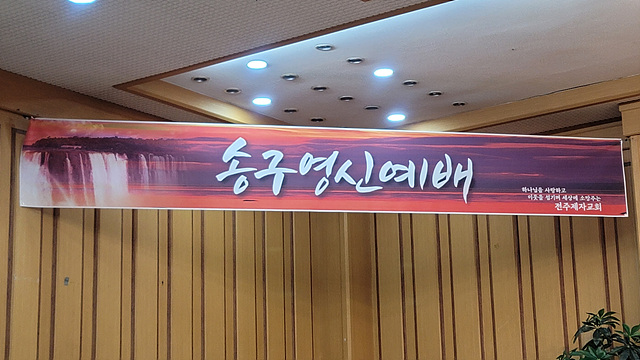 송구영신예배
하나님을 사랑하고
이웃을 섬기며 세상에 소망주는
전주제자교회